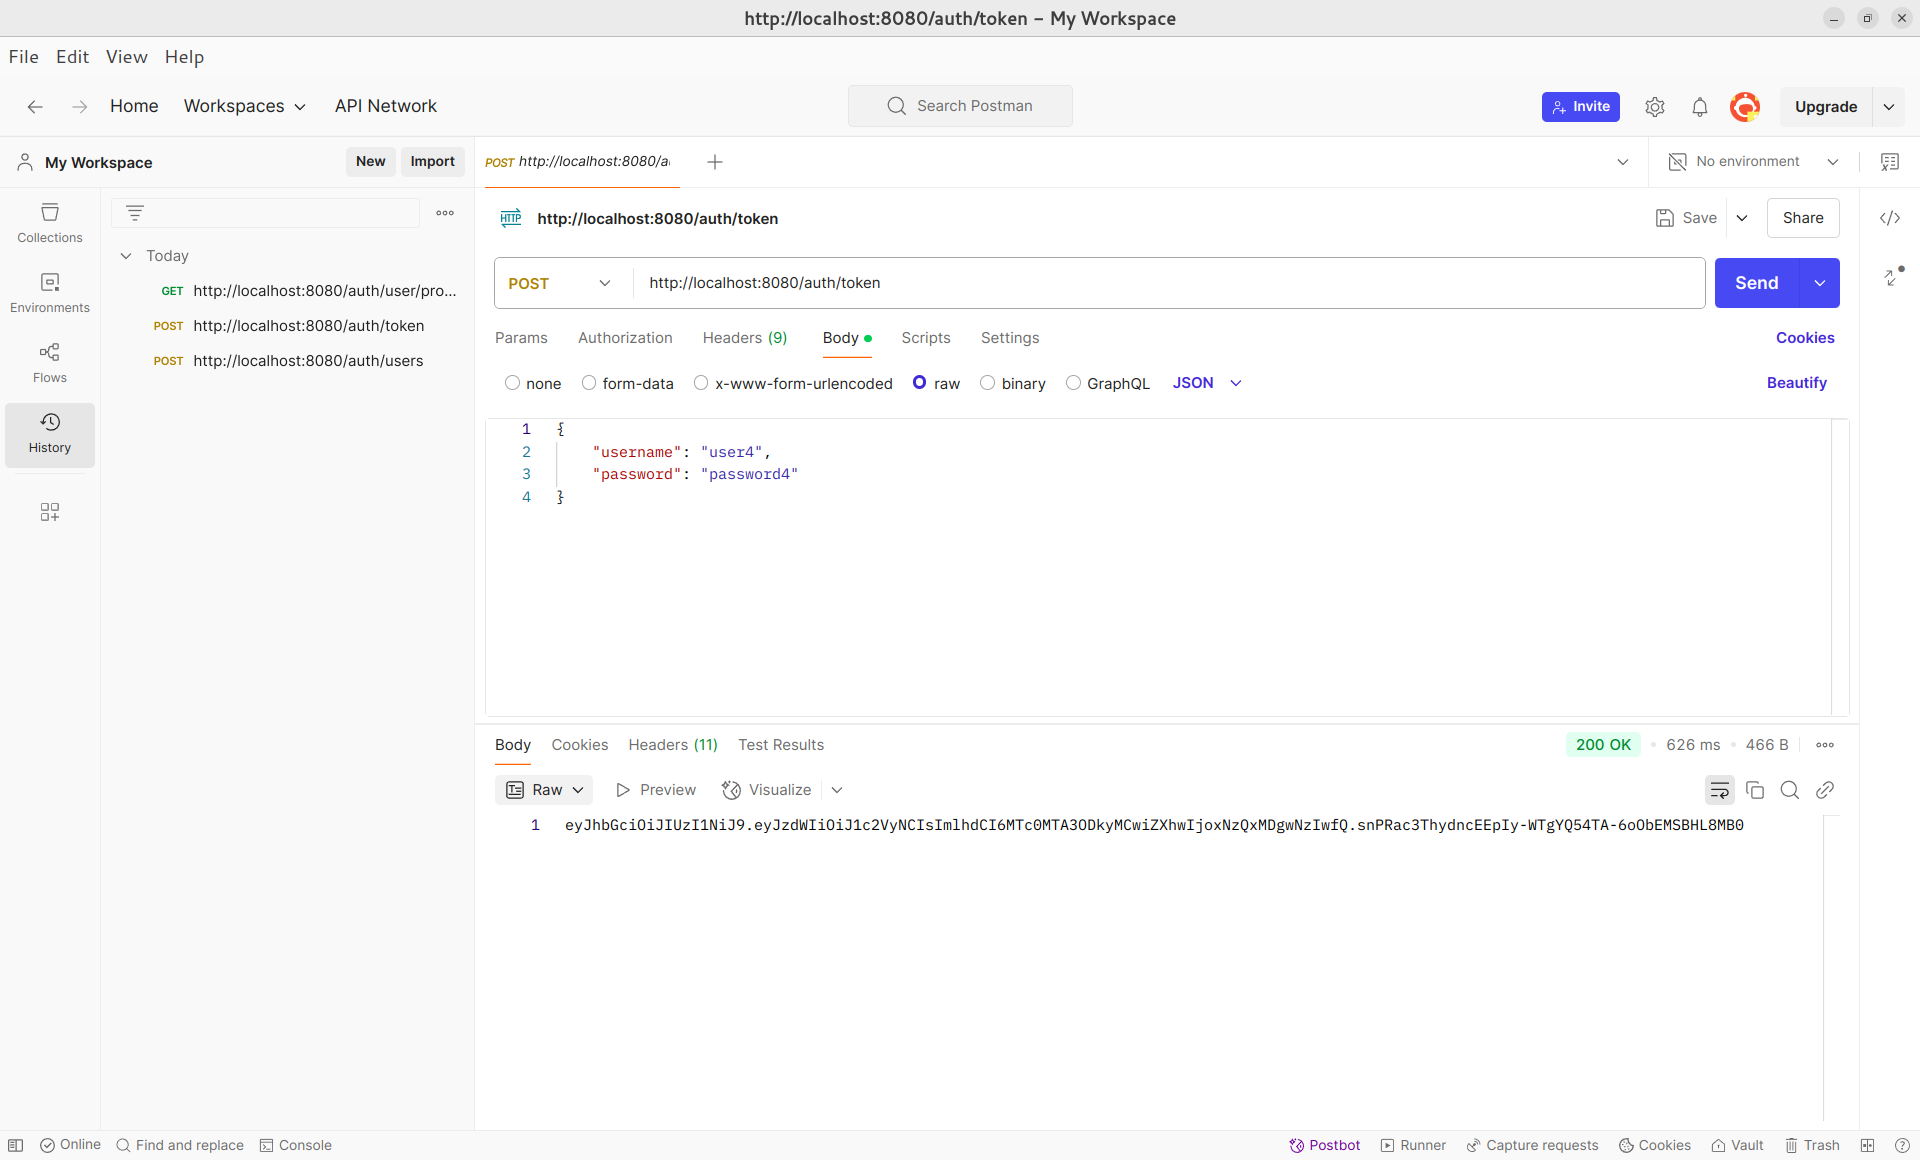 http://localhost:8080/auth/token – My Workspace
File Edit View Help
Home Workspaces API Network Search Postman Invite Upgrade
My Workspace New Import POST http://localhost:8080/a No environment
Collections
Environments
Flows
History
Today
GET http://localhost:8080/auth/user/pro...
POST http://localhost:8080/auth/token
POST http://localhost:8080/auth/users
HTTP http://localhost:8080/auth/token Save Share
POST http://localhost:8080/auth/token Send
Params Authorization Headers (9) Body Scripts Settings Cookies
none form-data x-www-form-urlencoded raw binary GraphQL JSON Beautify
1 {
2 "username": "user4",
3 "password": "password4"
4 }
Body Cookies Headers (11) Test Results 200 OK • 626 ms • 466 B
Raw Preview Visualize
1 eyJhbGciOiJIUzI1NiJ9.eyJzdWIiOiJ1c2VyNCIsImlhdCI6MTc0MTA3ODkyMCwiZXhwIjoxNzQxMDgwNzIwfQ.snPRac3ThydncEEpIy-WTgYQ54TA-6oObEMSBHL8MB0
Online Find and replace Console Postbot Runner Capture requests Cookies Vault Trash